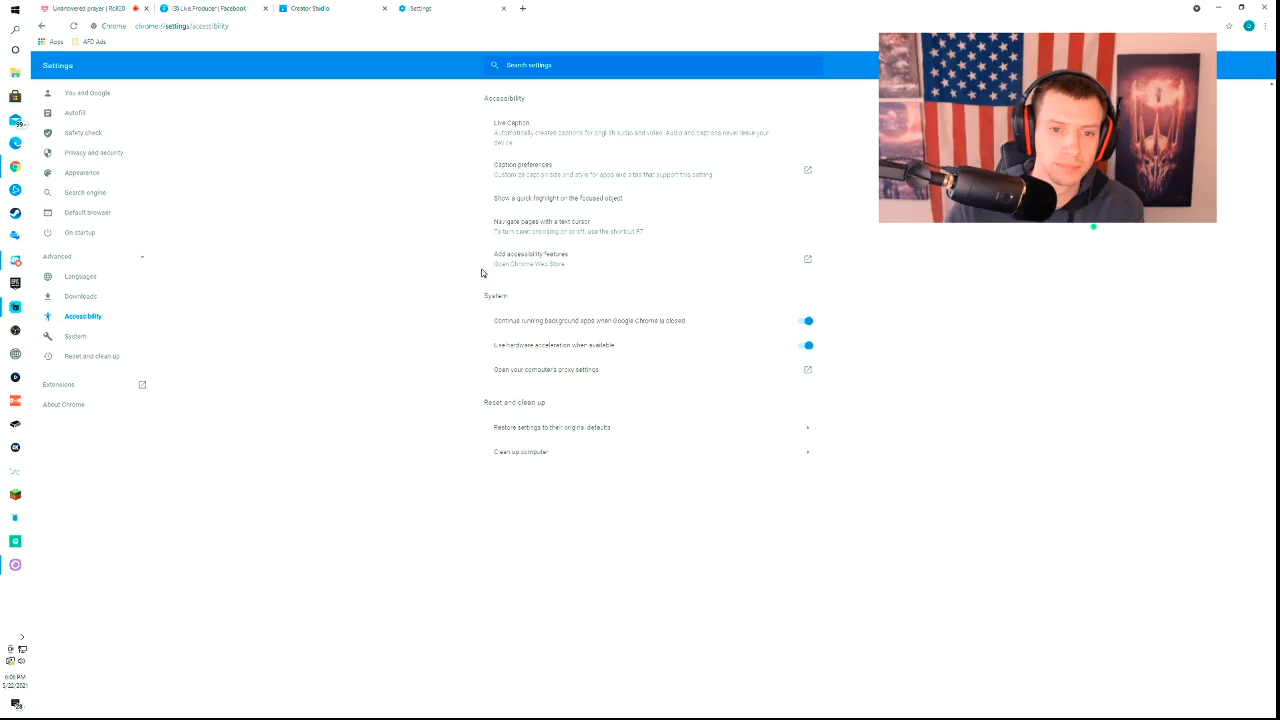 Unanswered prayer | Roll20
(3) Live Producer | Facebook
Creator Studio
Settings
Chrome
chrome://settings/accessibility
Apps
AFD Ads
Settings
Search settings
You and Google
Autofill
Safety check
Privacy and security
Appearance
Search engine
Default browser
On startup
Advanced
Languages
Downloads
Accessibility
System
Reset and clean up
Extensions
About Chrome
Accessibility
Live Caption
Automatically creates captions for English audio and video. Audio and captions never leave your
device
Caption preferences
Customize caption size and style for apps and sites that support this setting
Show a quick highlight on the focused object
Navigate pages with a text cursor
To turn caret browsing on or off, use the shortcut F7
Add accessibility features
Open Chrome Web Store
System
Continue running background apps when Google Chrome is closed
Use hardware acceleration when available
Open your computer's proxy settings
Reset and clean up
Restore settings to their original defaults
Clean up computer
99+
6:06 PM
5/22/2021